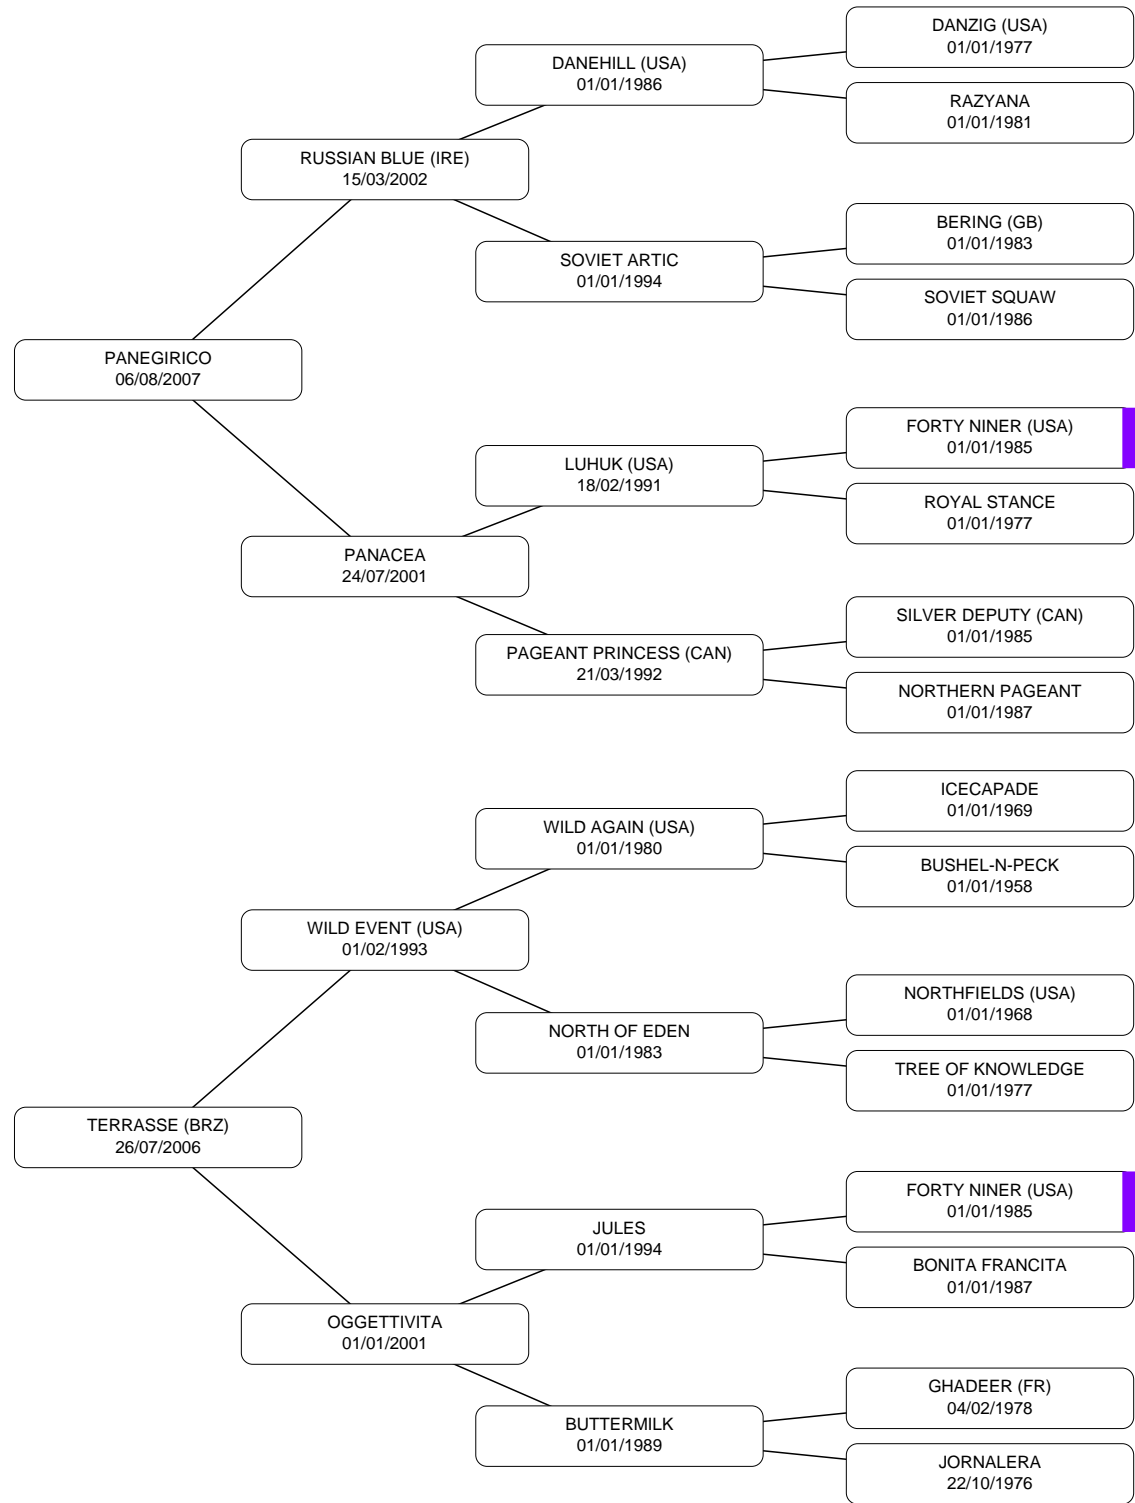 DANZIG (USA)
01/01/1977
DANEHILL (USA)
01/01/1986
RAZYANA
01/01/1981
RUSSIAN BLUE (IRE)
15/03/2002
BERING (GB)
01/01/1983
SOVIET ARTIC
01/01/1994
SOVIET SQUAW
01/01/1986
PANEGIRICO
06/08/2007
FORTY NINER (USA)
01/01/1985
LUHUK (USA)
18/02/1991
ROYAL STANCE
01/01/1977
PANACEA
24/07/2001
SILVER DEPUTY (CAN)
01/01/1985
PAGEANT PRINCESS (CAN)
21/03/1992
NORTHERN PAGEANT
01/01/1987
ICECAPADE
01/01/1969
WILD AGAIN (USA)
01/01/1980
BUSHEL-N-PECK
01/01/1958
WILD EVENT (USA)
01/02/1993
NORTHFIELDS (USA)
01/01/1968
NORTH OF EDEN
01/01/1983
TREE OF KNOWLEDGE
01/01/1977
TERRASSE (BRZ)
26/07/2006
FORTY NINER (USA)
01/01/1985
JULES
01/01/1994
BONITA FRANCITA
01/01/1987
OGGETTIVITA
01/01/2001
GHADEER (FR)
04/02/1978
BUTTERMILK
01/01/1989
JORNALERA
22/10/1976